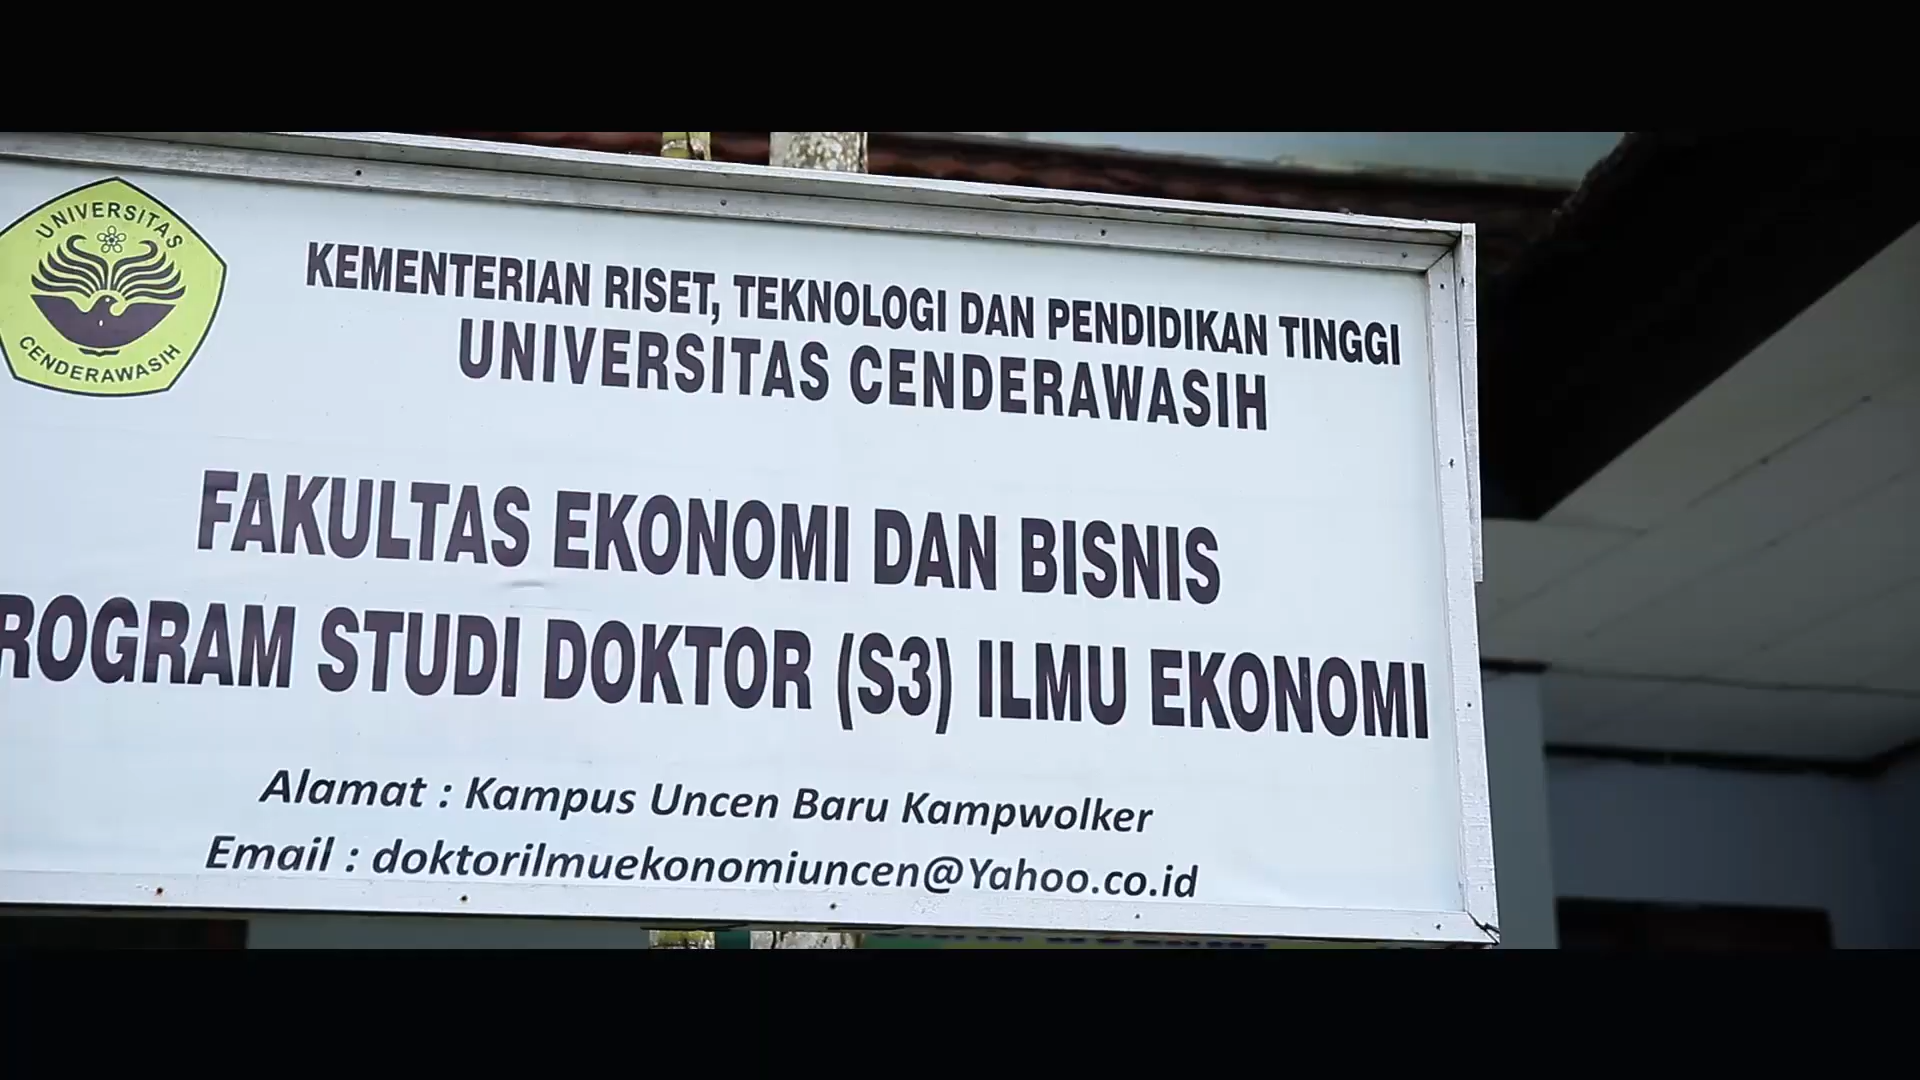 UNIVERSITAS
CENDERAWASIH
KEMENTERIAN RISET, TEKNOLOGI DAN PENDIDIKAN TINGGI
UNIVERSITAS CENDERAWASIH
FAKULTAS EKONOMI DAN BISNIS
ROGRAM STUDI DOKTOR (S3) ILMU EKONOMI
Alamat : Kampus Uncen Baru Kampwolker
Email : doktorilmuekonomiuncen@Yahoo.co.id